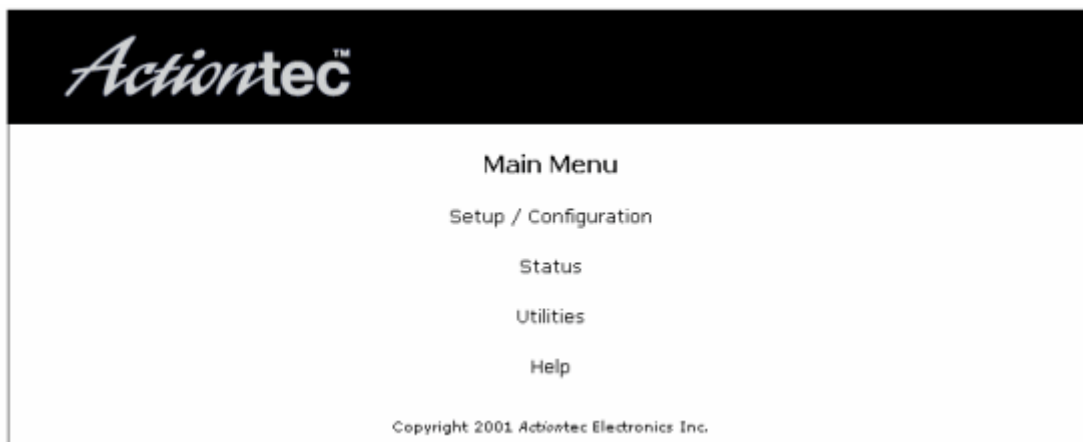 Actiontec™
Main Menu
Setup / Configuration
Status
Utilities
Help
Copyright 2001 Actiontec Electronics Inc.